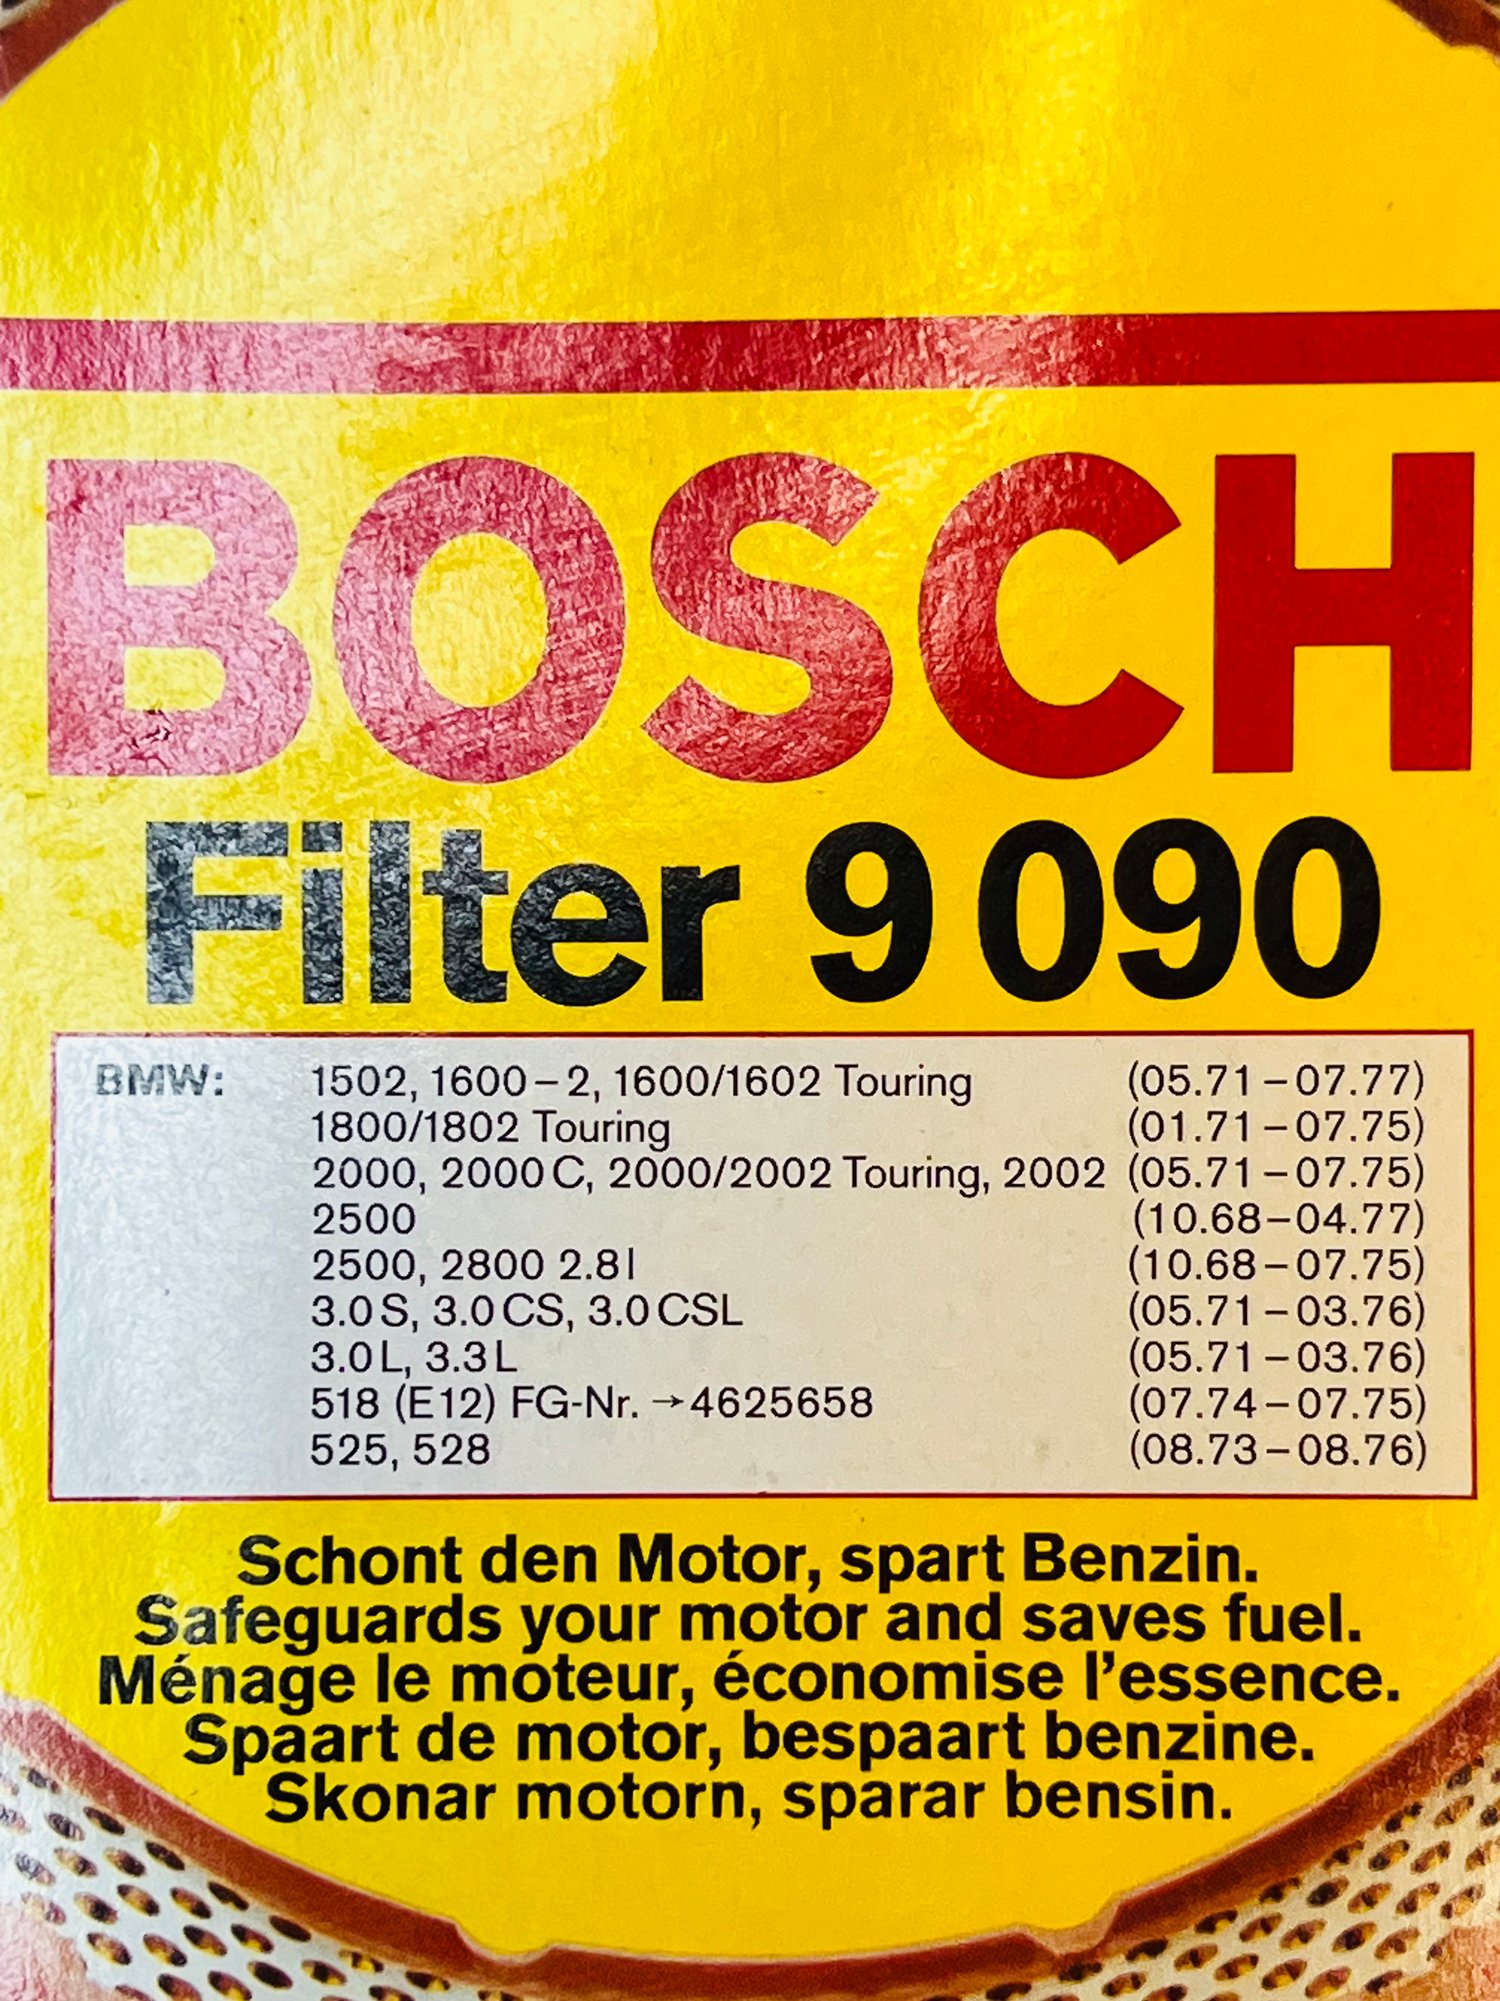 BOSCH
Filter 9 090
BMW: 1502, 1600–2, 1600/1602 Touring (05.71–07.77)
1800/1802 Touring (01.71–07.75)
2000, 2000 C, 2000/2002 Touring, 2002 (05.71–07.75)
2500 (10.68–04.77)
2500, 2800 2.8 l (10.68–07.75)
3.0 S, 3.0 CS, 3.0 CSL (05.71–03.76)
3.0 L, 3.3 L (05.71–03.76)
518 (E12) FG-Nr. →4625658 (07.74–07.75)
525, 528 (08.73–08.76)
Schont den Motor, spart Benzin.
Safeguards your motor and saves fuel.
Ménage le moteur, économise l'essence.
Spaart de motor, bespaart benzine.
Skonar motorn, sparar bensin.